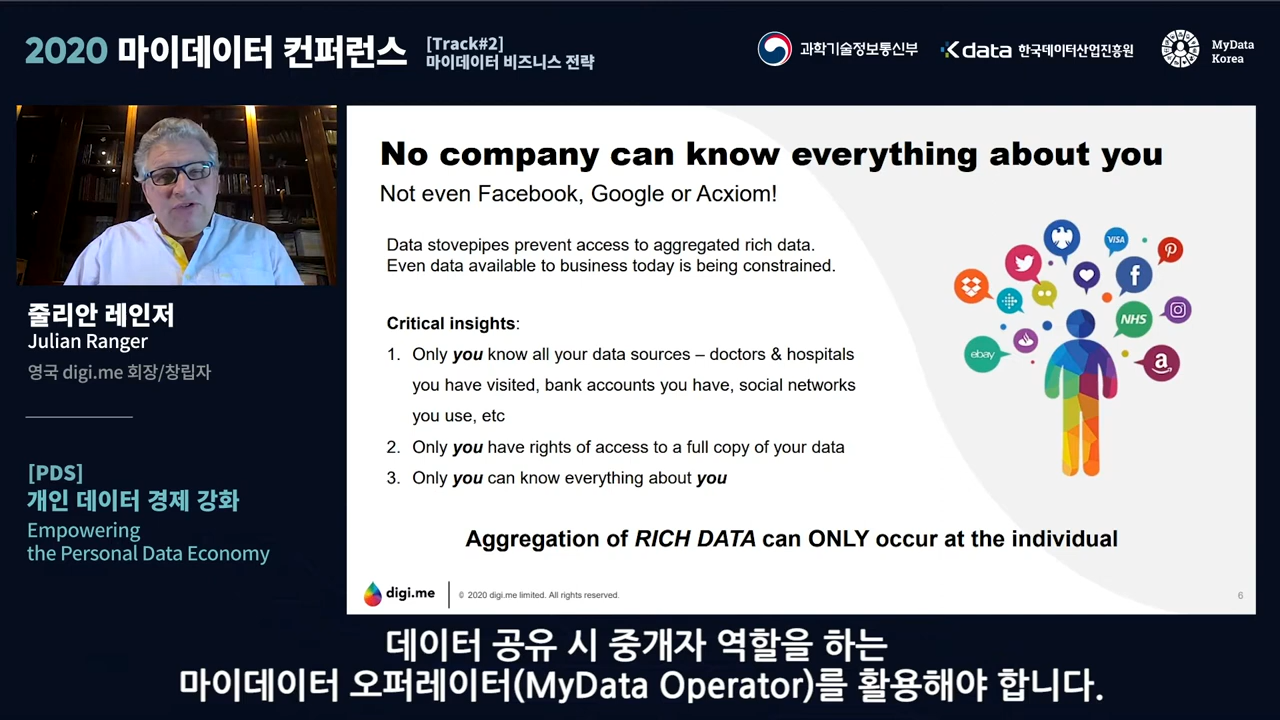 2020 마이데이터 컨퍼런스
[Track#2]
마이데이터 비즈니스 전략
과학기술정보통신부
Kdata 한국데이터산업진흥원
MyData
Korea
줄리안 레인저
Julian Ranger
영국 digi.me 회장/창립자
[PDS]
개인 데이터 경제 강화
Empowering
the Personal Data Economy
No company can know everything about you
Not even Facebook, Google or Acxiom!
Data stovepipes prevent access to aggregated rich data.
Even data available to business today is being constrained.
Critical insights:
1. Only you know all your data sources – doctors & hospitals
you have visited, bank accounts you have, social networks
you use, etc
2. Only you have rights of access to a full copy of your data
3. Only you can know everything about you
VISA
NHS
ebay
a
Aggregation of RICH DATA can ONLY occur at the individual
digi.me
© 2020 digi.me limited. All rights reserved.
6
데이터 공유 시 중개자 역할을 하는
마이데이터 오퍼레이터(MyData Operator)를 활용해야 합니다.